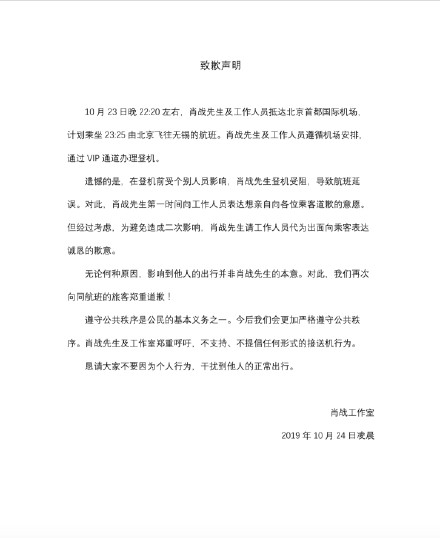 致歉声明
10 月 23 日晚 22:20 左右，肖战先生及工作人员抵达北京首都国际机场，
计划乘坐 23:25 由北京飞往无锡的航班。肖战先生及工作人员遵循机场安排，
通过 VIP 通道办理登机。
遗憾的是，在登机前受个别人员影响，肖战先生登机受阻，导致航班延
误。对此，肖战先生第一时间向工作人员表达想亲自向各位乘客道歉的意愿。
但经过考虑，为避免造成二次影响，肖战先生请工作人员代为出面向乘客表达
诚恳的歉意。
无论何种原因，影响到他人的出行并非肖战先生的本意。对此，我们再次
向同航班的旅客郑重道歉！
遵守公共秩序是公民的基本义务之一。今后我们会更加严格遵守公共秩
序。肖战先生及工作室郑重呼吁，不支持、不提倡任何形式的接送机行为。
恳请大家不要因为个人行为，干扰到他人的正常出行。
肖战工作室
2019 年 10 月 24 日凌晨